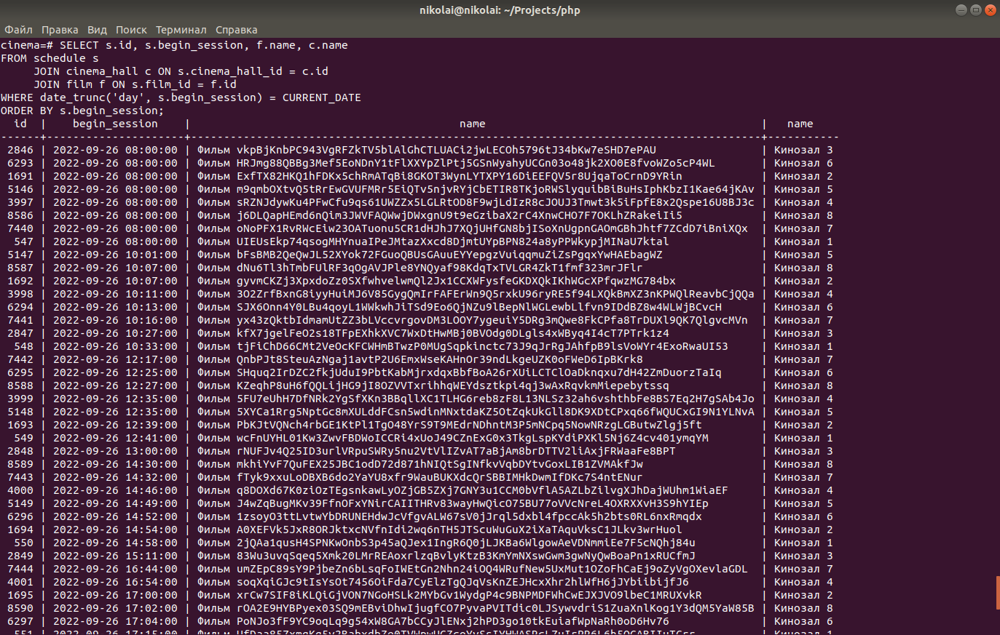 nikolai@nikolai: ~/Projects/php
Файл Правка Вид Поиск Терминал Справка
cinema=# SELECT s.id, s.begin_session, f.name, c.name
FROM schedule s
     JOIN cinema_hall c ON s.cinema_hall_id = c.id
     JOIN film f ON s.film_id = f.id
WHERE date_trunc('day', s.begin_session) = CURRENT_DATE
ORDER BY s.begin_session;
  id  |    begin_session    |                                         name                                          |   name
------+---------------------+---------------------------------------------------------------------------------------+-----------
 2846 | 2022-09-26 08:00:00 | Фильм vkpBjKnbPC943VgRFZkTV5blAlGhCTLUACi2jwLECOh5796tJ34bKw7eSHD7ePAU | Кинозал 3
 6293 | 2022-09-26 08:00:00 | Фильм HRJmg88QBBg3Mef5EoNDnY1tFlXXYpZlPtj5GSnWyahyUCGn03o48jk2XO0E8fvoWZo5cP4WL | Кинозал 6
 1691 | 2022-09-26 08:00:00 | Фильм ExfTX82HKQ1hFDKx5chRmATqBi8GKOT3WynLYTXPY16DiEEFQV5r8UjqaToCrnD9YRin | Кинозал 2
 5146 | 2022-09-26 08:00:00 | Фильм m9qmbOXtvQ5tRrEwGVUFMRr5EiQTv5njvRYjCbETIR8TKjoRWSlyquibBiBuHsIphKbzI1Kae64jKAv | Кинозал 5
 3997 | 2022-09-26 08:00:00 | Фильм sRZNJdywKu4PFwCfu9qs61UWZZx5LGLRtOD8F9wjLdIzR8cJOUJ3Tmwt3k5iFpfE8x2Qspe16U8BJ3c | Кинозал 4
 8586 | 2022-09-26 08:00:00 | Фильм j6DLQapHEmd6nQim3JWVFAQWwjDWxgnU9t9eGzibaX2rC4XnwCHO7F7OKLhZRakeiIi5 | Кинозал 8
 7440 | 2022-09-26 08:00:00 | Фильм oNoPFX1RvRWcEiw23OATuonu5CR1dHJhJ7XQjUHfGN8bjISoXnUgpnGAOmGBhJhtf7ZCdD7iBniXQx | Кинозал 7
  547 | 2022-09-26 08:00:00 | Фильм UIEUsEkp74qsogMHYnuaIPeJMtazXxcd8DjmtUYpBPN824a8yPPWkypjMINaU7ktal | Кинозал 1
 5147 | 2022-09-26 10:01:00 | Фильм bFsBMB2QeQwJL52XYok72FGuoQBUsGAuuEYYepgzVuiqqmuZiZsPgqxYwHAEbagWZ | Кинозал 5
 8587 | 2022-09-26 10:07:00 | Фильм dNu6Tl3hTmbFUlRF3qOgAVJPle8YNQyaf98KdqTxTVLGR4ZkT1fmf323mrJFlr | Кинозал 8
 1692 | 2022-09-26 10:07:00 | Фильм gyvmCKZj3XpxdoZz0SXfwhvelwmQl2Jx1CCXWFysfeGKDXQkIKhWGcXPfqwzMG784bx | Кинозал 2
 3998 | 2022-09-26 10:11:00 | Фильм 3O2ZrfBxnG8iyyHuiMJ6V85GygQmIrFAFErWn9Q5rxkU96ryRE5f94LXQkBmXZ3nKPWQlReavbCjQQa | Кинозал 4
 6294 | 2022-09-26 10:13:00 | Фильм SJX6Onn4Y0LBu4qoyL1WWkwhJiTSd9Eo6QjNZu9lBepNlWGLewbLlfvn9IDdBZ8w4WLWjBCvcH | Кинозал 6
 7441 | 2022-09-26 10:16:00 | Фильм yx43zQktbIdmamUtZZ3bLVccvrgovDM3LOOY7ygeuiY5DRg3mQwe8FkCPfa8TrDUXl9QK7QlgvcMVn | Кинозал 7
 2847 | 2022-09-26 10:27:00 | Фильм kfX7jgelFeO2s18TFpEXhkXVC7WxDtHwMBj0BVOdg0DLgls4xWByq4I4cT7PTrk1z4 | Кинозал 3
  548 | 2022-09-26 10:33:00 | Фильм tjFiChD66CMt2VeOcKFCWHmBTwzP0MUgSqpkinctc73J9qJrRgJAhfpB9lsVoWYr4ExoRwaUI53 | Кинозал 1
 7442 | 2022-09-26 12:17:00 | Фильм QnbPJt8SteuAzNgaj1avtP2U6EmxWseKAHnOr39ndLkgeUZK0oFWeD6IpBKrk8 | Кинозал 7
 6295 | 2022-09-26 12:25:00 | Фильм SHquq2IrDZC2fkjUduI9PbtKabMjrxdqxBbfBoA26rXUiLCTClOaDknqxu7dH42ZmDuorzTaIq | Кинозал 6
 8588 | 2022-09-26 12:27:00 | Фильм KZeqhP8uH6fQQLijHG9jI8OZVVTxrihhqWEYdsztkpi4qj3wAxRqvkmMiepebytssq | Кинозал 8
 3999 | 2022-09-26 12:35:00 | Фильм 5FU7eUhH7DfNRk2YgSfXKn3BBqllXC1TLHG6reb8zF8L13NLSz32ah6vshthbFe8BS7Eq2H7gSAb4Jo | Кинозал 4
 5148 | 2022-09-26 12:35:00 | Фильм 5XYCa1Rrg5NptGc8mXULddFCsn5wdinMNxtdaKZ5OtZqkUkGll8DK9XDtCPxq66fWQUCxGI9N1YLNvA | Кинозал 5
 1693 | 2022-09-26 12:39:00 | Фильм PbKJtVQNch4rbGE1KtPl1TgO48YrS9T9MEdrNDhntM3P5mNCpq5NowNRzgLGButwZlgj5ft | Кинозал 2
  549 | 2022-09-26 12:41:00 | Фильм wcFnUYHL01Kw3ZwvFBDWoICCRi4xUoJ49CZnExG0x3TkgLspKYdiPXKl5Nj6Z4cv401ymqYM | Кинозал 1
 2848 | 2022-09-26 13:00:00 | Фильм rNUFJv4Q25ID3urlVRpuSWRy5nu2VtVlIZvAT7aBjAm8brDTTV2liAxjFRWaaFe8BPT | Кинозал 3
 8589 | 2022-09-26 14:30:00 | Фильм mkhiYvF7QuFEX25JBC1odD72d871hNIQtSgINfkvVqbDYtvGoxLIB1ZVMAkfJw | Кинозал 8
 7443 | 2022-09-26 14:32:00 | Фильм fTyk9xxuLoDBXB6do2YaYU8xfr9WauBUKXdcQrSBBIMHkDwmIfDKc7S4ntENur | Кинозал 7
 4000 | 2022-09-26 14:46:00 | Фильм q8DOXd67K0ziOzTEgsnkawLyOZjGB5ZXj7GNY3u1CCM0bVflA5AZLbZilvgXJhDajWUhm1WiaEF | Кинозал 4
 5149 | 2022-09-26 14:49:00 | Фильм J4wZqBugMKv39FfnOFxYNirCAIITHRv83wayHwQicO75BU77oVVcNreL4OXRXXvH3S9hYIEp | Кинозал 5
 6296 | 2022-09-26 14:52:00 | Фильм 1zsoyO3ttLvtwYbDRUNEHdwJcVfgvALW67sV0jJrql5dxbl4fpccAk5h2bts0RL6nxRmqdx | Кинозал 6
 1694 | 2022-09-26 14:54:00 | Фильм A0XEFVk5JxR8ORJktxcNVfnIdi2wq6nTH5JTScuWuGuX2iXaTAquVksC1JLkv3wrHuol | Кинозал 2
  550 | 2022-09-26 14:58:00 | Фильм 2jQAa1qusH4SPNKwOnbS3p45aQJex1IngR6Q0jLJKBa6WlgowAeVDNmmiEe7F5cNQhj84u | Кинозал 1
 2849 | 2022-09-26 15:11:00 | Фильм 83Wu3uvqSqeq5Xmk20LMrREAoxrlzqBvlyKtzB3KmYmNXswGwm3gwNyQwBoaPn1xRUCfmJ | Кинозал 3
 7444 | 2022-09-26 16:44:00 | Фильм umZEpC89sY9PjbeZn6bLsqFoIWEtGn2Nhn24iOQ4WRufNew5UxMut1OZoFhCaEj9oZyVgOXevlaGDL | Кинозал 7
 4001 | 2022-09-26 16:54:00 | Фильм soqXqiGJc9tIsYsOt7456OiFda7CyElzTgQJqVsKnZEJHcxXhr2hlWfH6jJYbiibijfJ6 | Кинозал 4
 1695 | 2022-09-26 17:00:00 | Фильм xrCw7SIF8iKLQiGjVON7NGoHSLk2MYbGv1WydgP4c9BNPMDFWhCwEJXJVO9lbeC1MRUXvkR | Кинозал 2
 8590 | 2022-09-26 17:02:00 | Фильм rOA2E9HYBPyex03SQ9mEBviDhwIjugfCO7PyvaPVITdic0LJSywvdriS1ZuaXnlKog1Y3dQM5YaW85B | Кинозал 8
 6297 | 2022-09-26 17:04:00 | Фильм PoNJo3fF9YC9oqLq9g54xW8GA7bCCyJlENxj2hPD3go10tkEuiafWpNaRh0oD6Hv76 | Кинозал 6
  551 | 2022-09-26 17:15:00 | Фильм | Кинозал 1